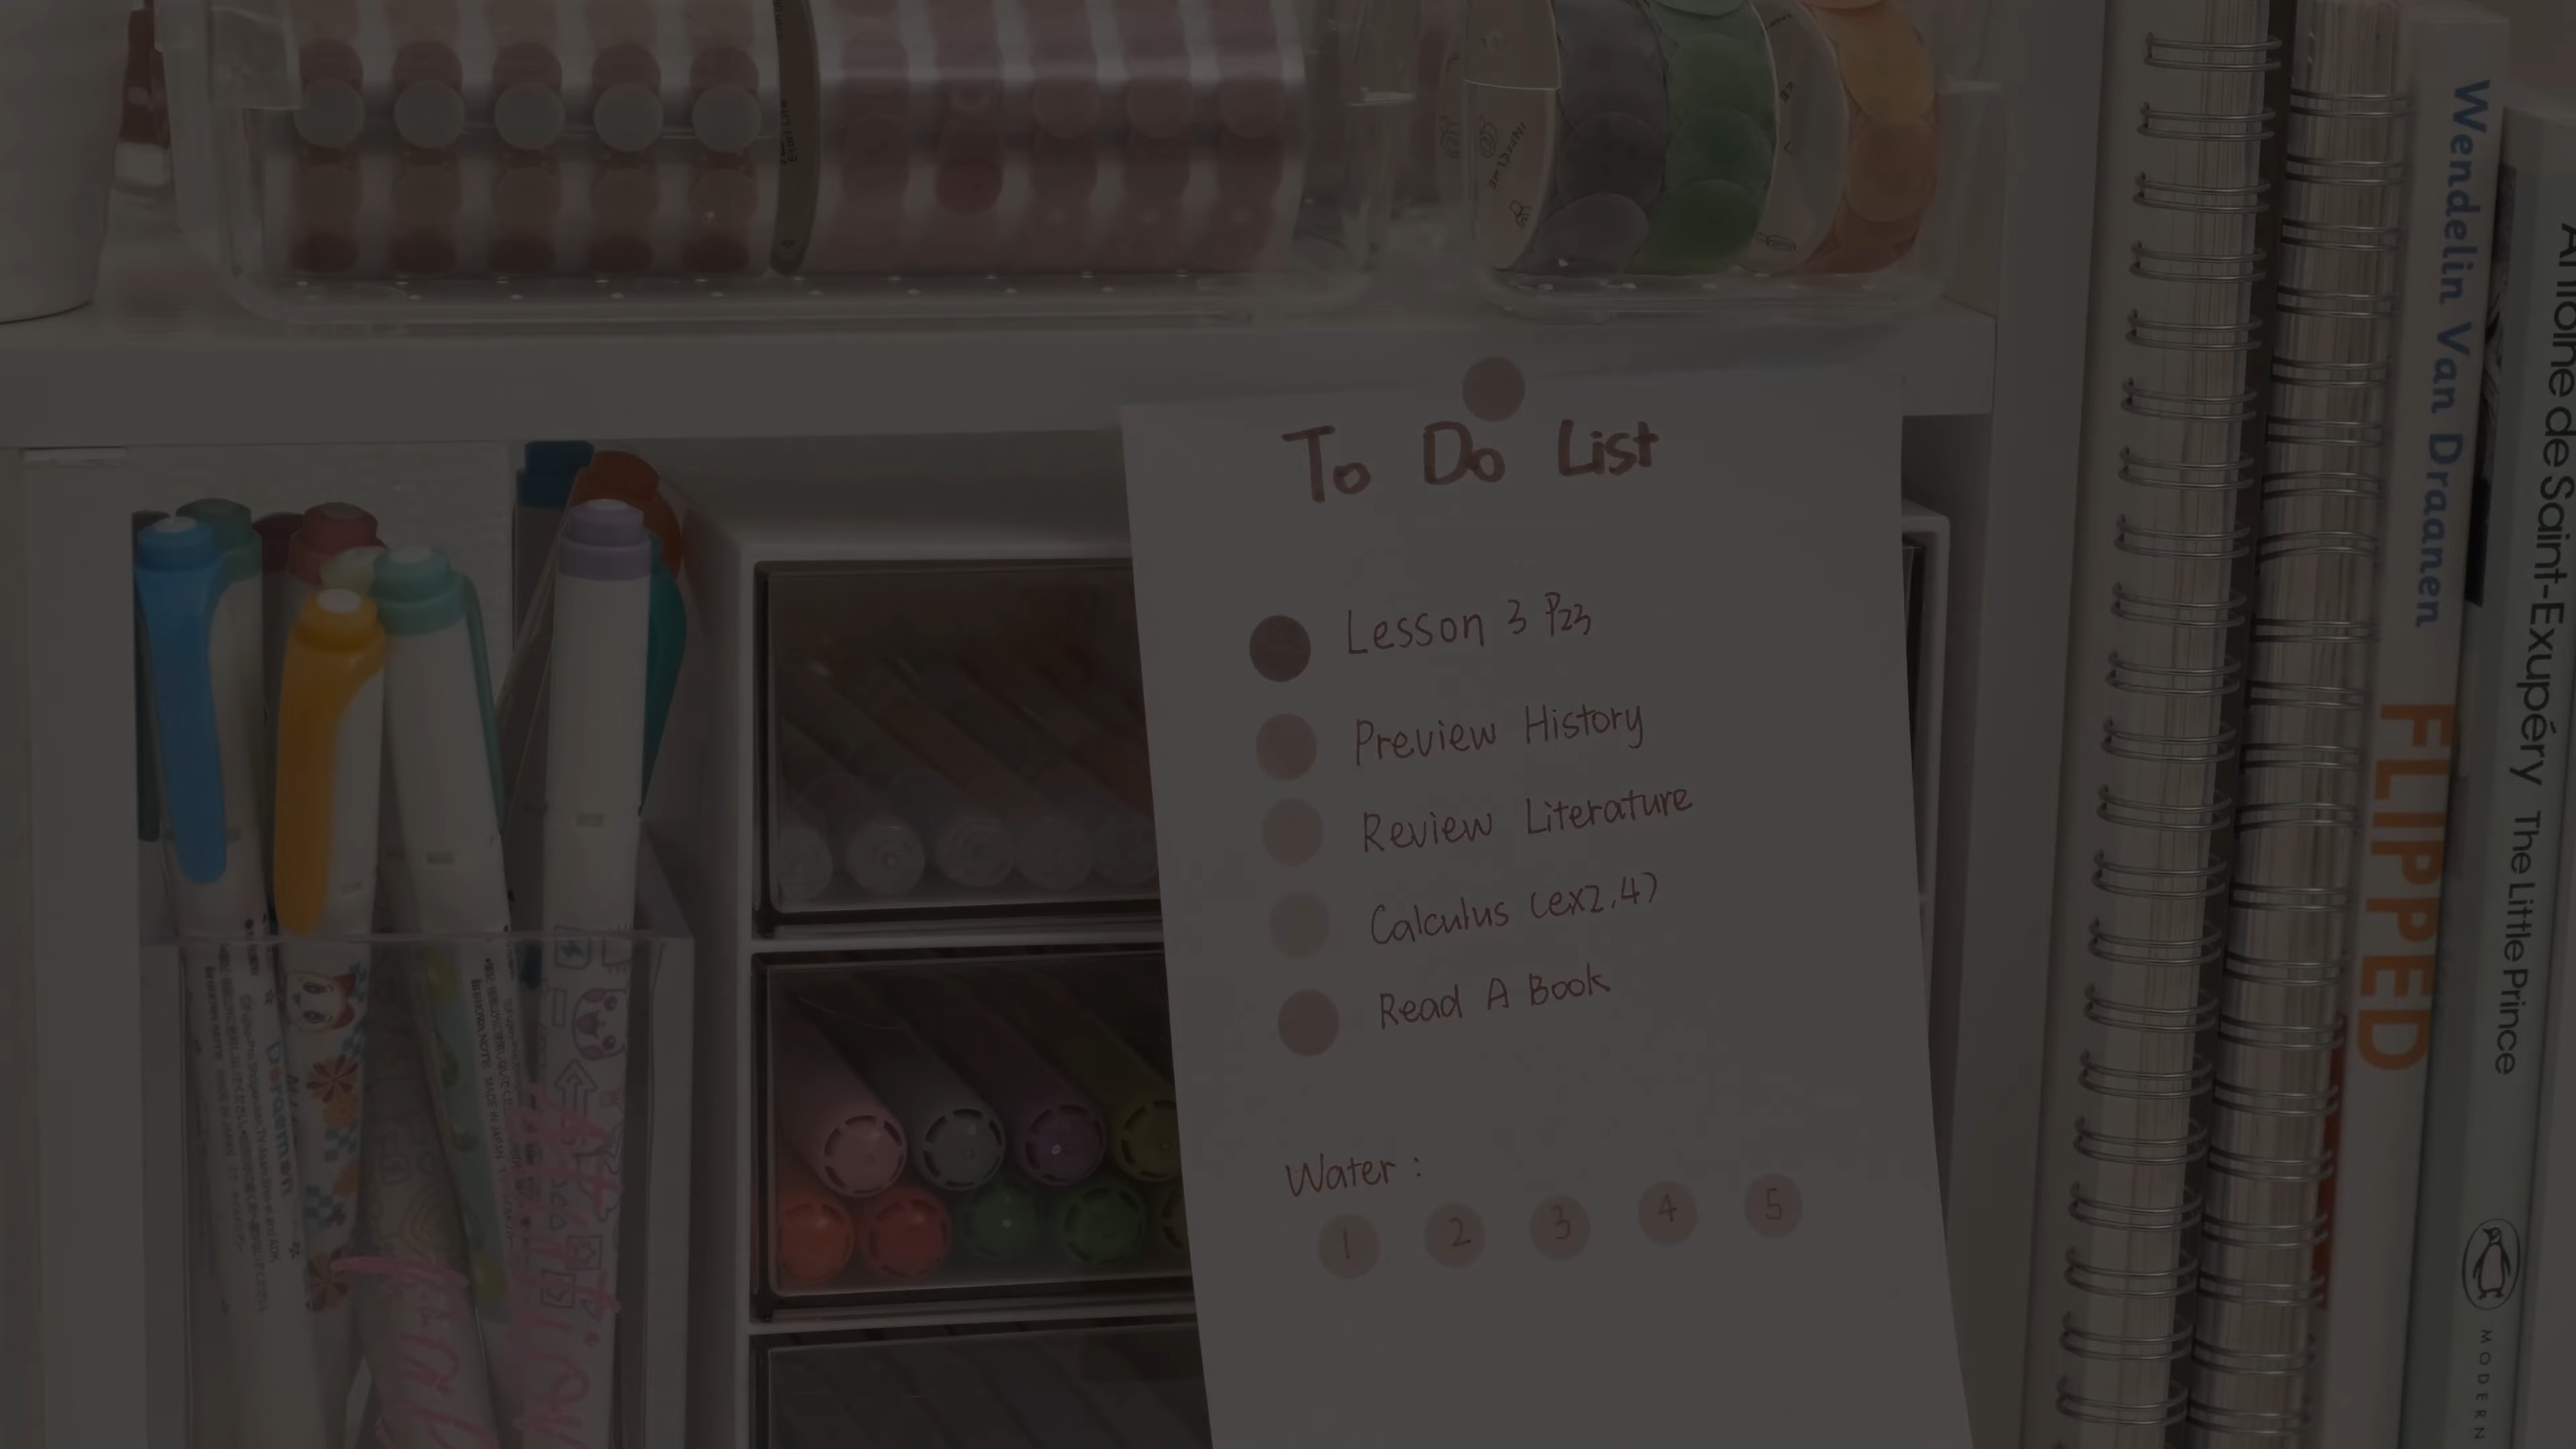 To Do List
Lesson 3 P23
Preview History
Review Literature
Calculus (ex2.4)
Read A Book
Water :
1 2 3 4 5
Wendelin Van Draanen FLIPPED
Antoine de Saint-Exupéry The Little Prince
MODERN
Doraemon